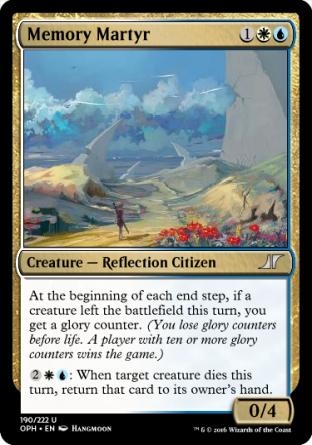 Memory Martyr 1
Creature — Reflection Citizen
At the beginning of each end step, if a
creature left the battlefield this turn, you
get a glory counter. (You lose glory counters
before life. A player with ten or more glory
counters wins the game.)
2 : When target creature dies this
turn, return that card to its owner's hand.
0/4
190/222 U
OPH • EN HANGMOON
™ & © 2016 Wizards of the Coast